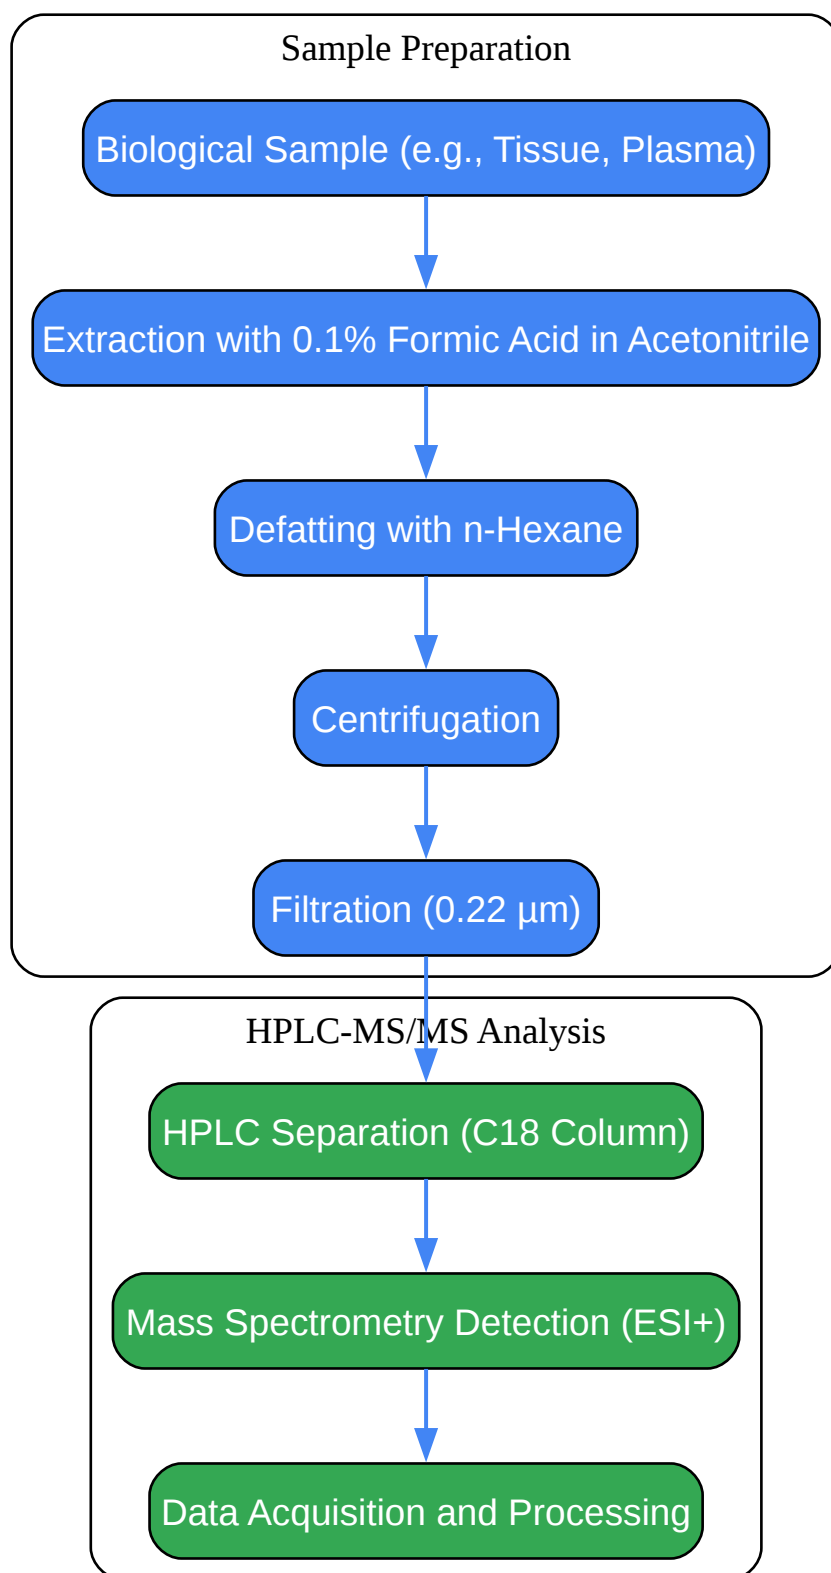 Sample Preparation
Biological Sample (e.g., Tissue, Plasma)
Extraction with 0.1% Formic Acid in Acetonitrile
Defatting with n-Hexane
Centrifugation
Filtration (0.22 µm)
HPLC-MS/MS Analysis
HPLC Separation (C18 Column)
Mass Spectrometry Detection (ESI+)
Data Acquisition and Processing